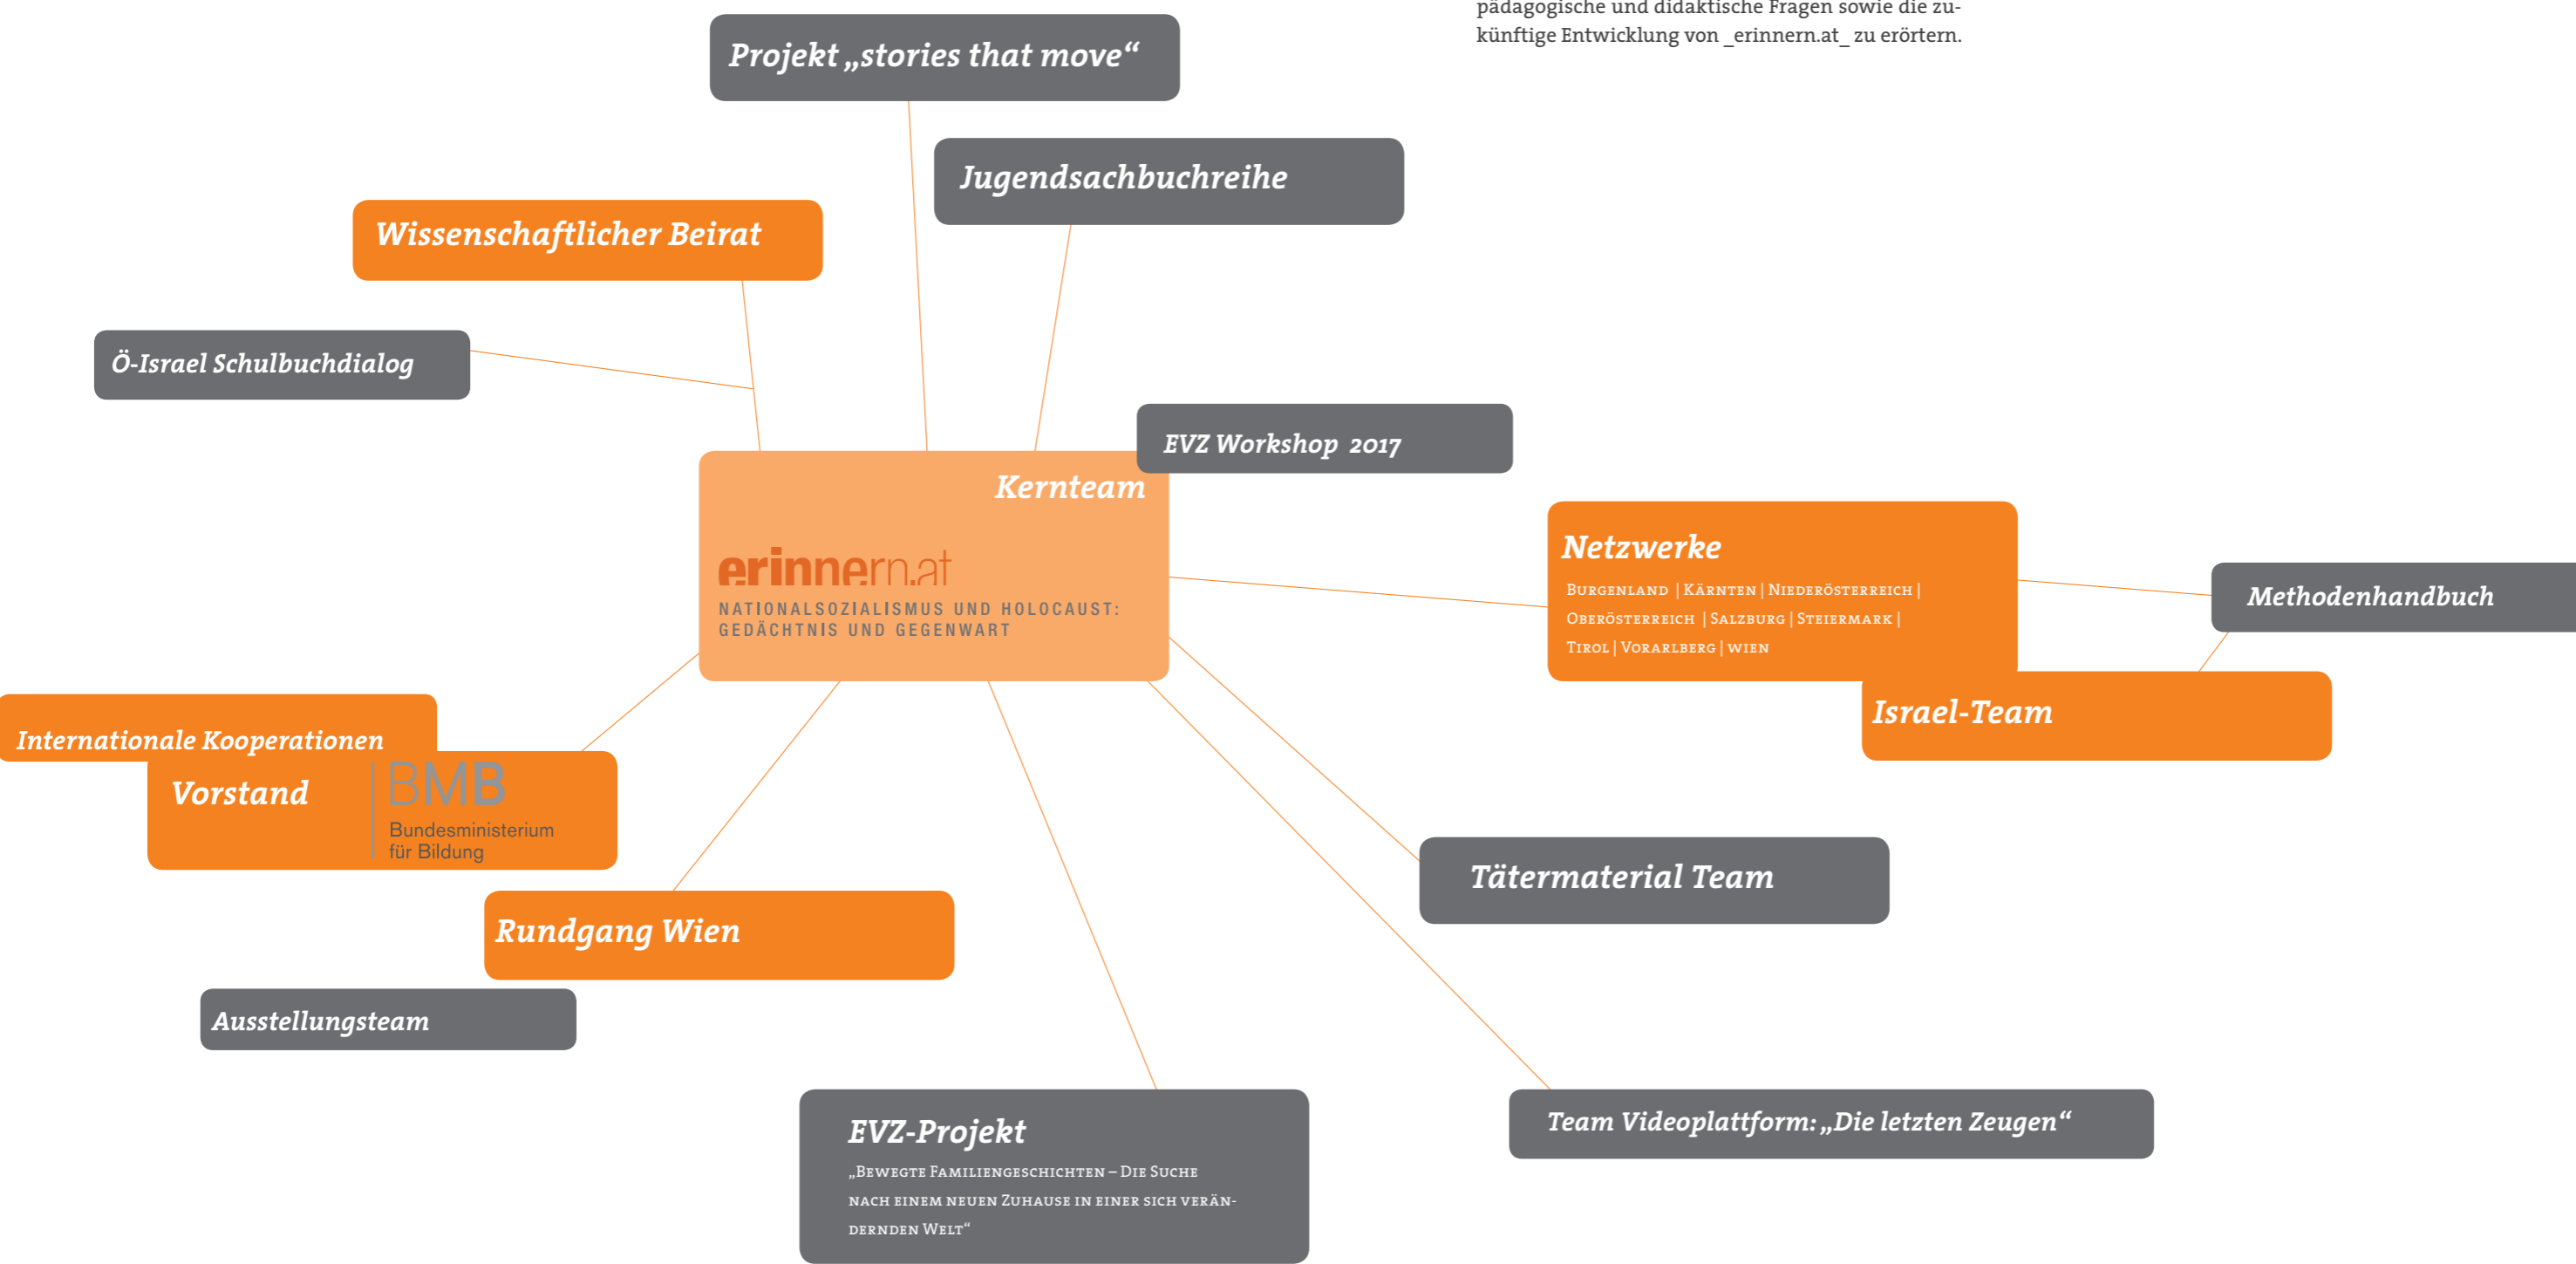 pädagogische und didaktische Fragen sowie die zu-
künftige Entwicklung von _erinnern.at_ zu erörtern.
Projekt „stories that move“
Jugendsachbuchreihe
Wissenschaftlicher Beirat
Ö-Israel Schulbuchdialog
EVZ Workshop 2017
Kernteam
erinnern.at
NATIONALSOZIALISMUS UND HOLOCAUST:
GEDÄCHTNIS UND GEGENWART
Netzwerke
Burgenland | Kärnten | Niederösterreich |
Oberösterreich | Salzburg | Steiermark |
Tirol | Vorarlberg | wien
Methodenhandbuch
Israel-Team
Internationale Kooperationen
Vorstand
BMB
Bundesministerium
für Bildung
Tätermaterial Team
Rundgang Wien
Ausstellungsteam
EVZ-Projekt
„Bewegte Familiengeschichten – Die Suche
nach einem neuen Zuhause in einer sich verän-
dernden Welt“
Team Videoplattform: „Die letzten Zeugen“